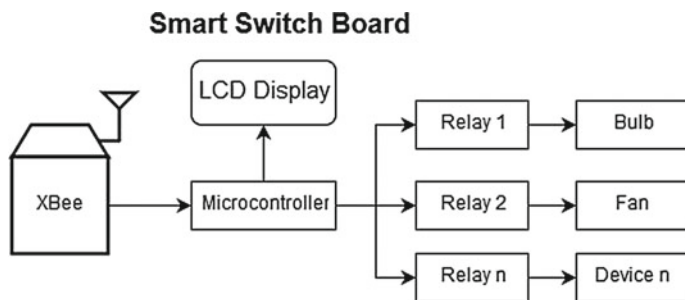 Smart Switch Board
LCD Display
XBee
Microcontroller
Relay 1
Bulb
Relay 2
Fan
Relay n
Device n